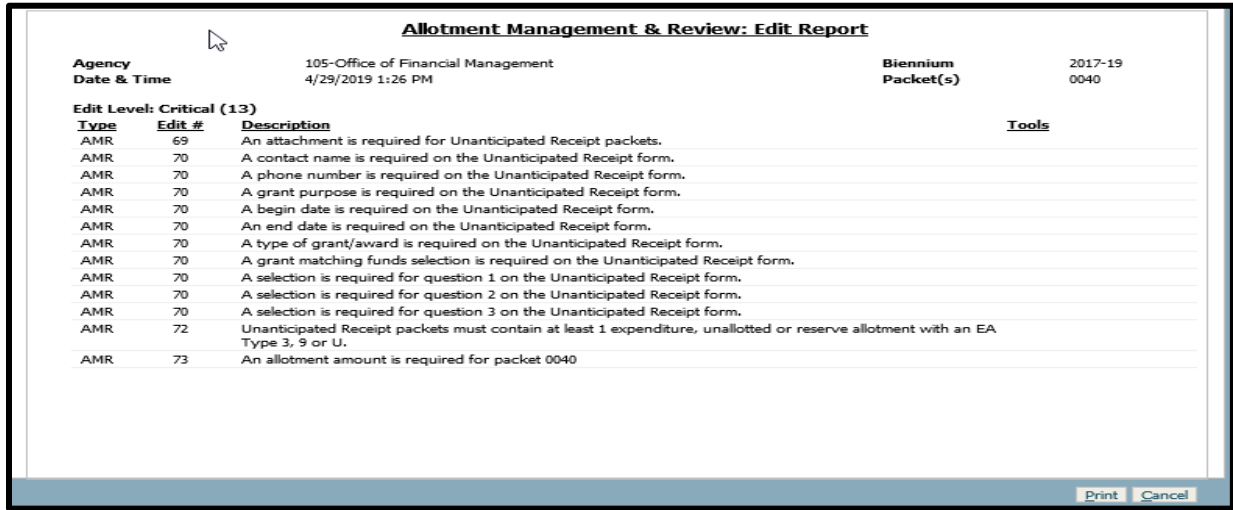 Allotment Management & Review: Edit Report
Agency 105-Office of Financial Management Biennium 2017-19
Date & Time 4/29/2019 1:26 PM Packet(s) 0040
Edit Level: Critical (13)
Type Edit # Description Tools
AMR 69 An attachment is required for Unanticipated Receipt packets.
AMR 70 A contact name is required on the Unanticipated Receipt form.
AMR 70 A phone number is required on the Unanticipated Receipt form.
AMR 70 A grant purpose is required on the Unanticipated Receipt form.
AMR 70 A begin date is required on the Unanticipated Receipt form.
AMR 70 An end date is required on the Unanticipated Receipt form.
AMR 70 A type of grant/award is required on the Unanticipated Receipt form.
AMR 70 A grant matching funds selection is required on the Unanticipated Receipt form.
AMR 70 A selection is required for question 1 on the Unanticipated Receipt form.
AMR 70 A selection is required for question 2 on the Unanticipated Receipt form.
AMR 70 A selection is required for question 3 on the Unanticipated Receipt form.
AMR 72 Unanticipated Receipt packets must contain at least 1 expenditure, unallotted or reserve allotment with an EA
Type 3, 9 or U.
AMR 73 An allotment amount is required for packet 0040
Print Cancel